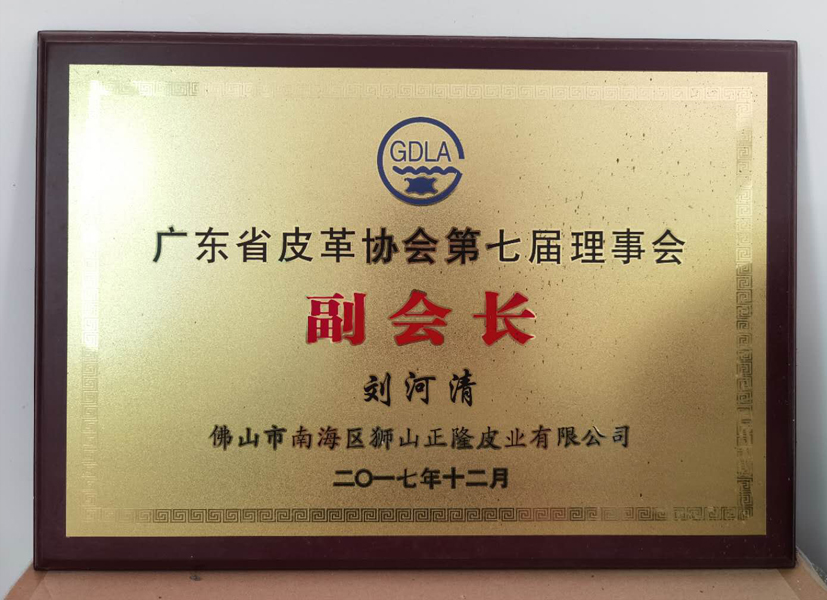 GDLA
广东省皮革协会第七届理事会
副会长
刘河清
佛山市南海区狮山正隆皮业有限公司
二〇一七年十二月